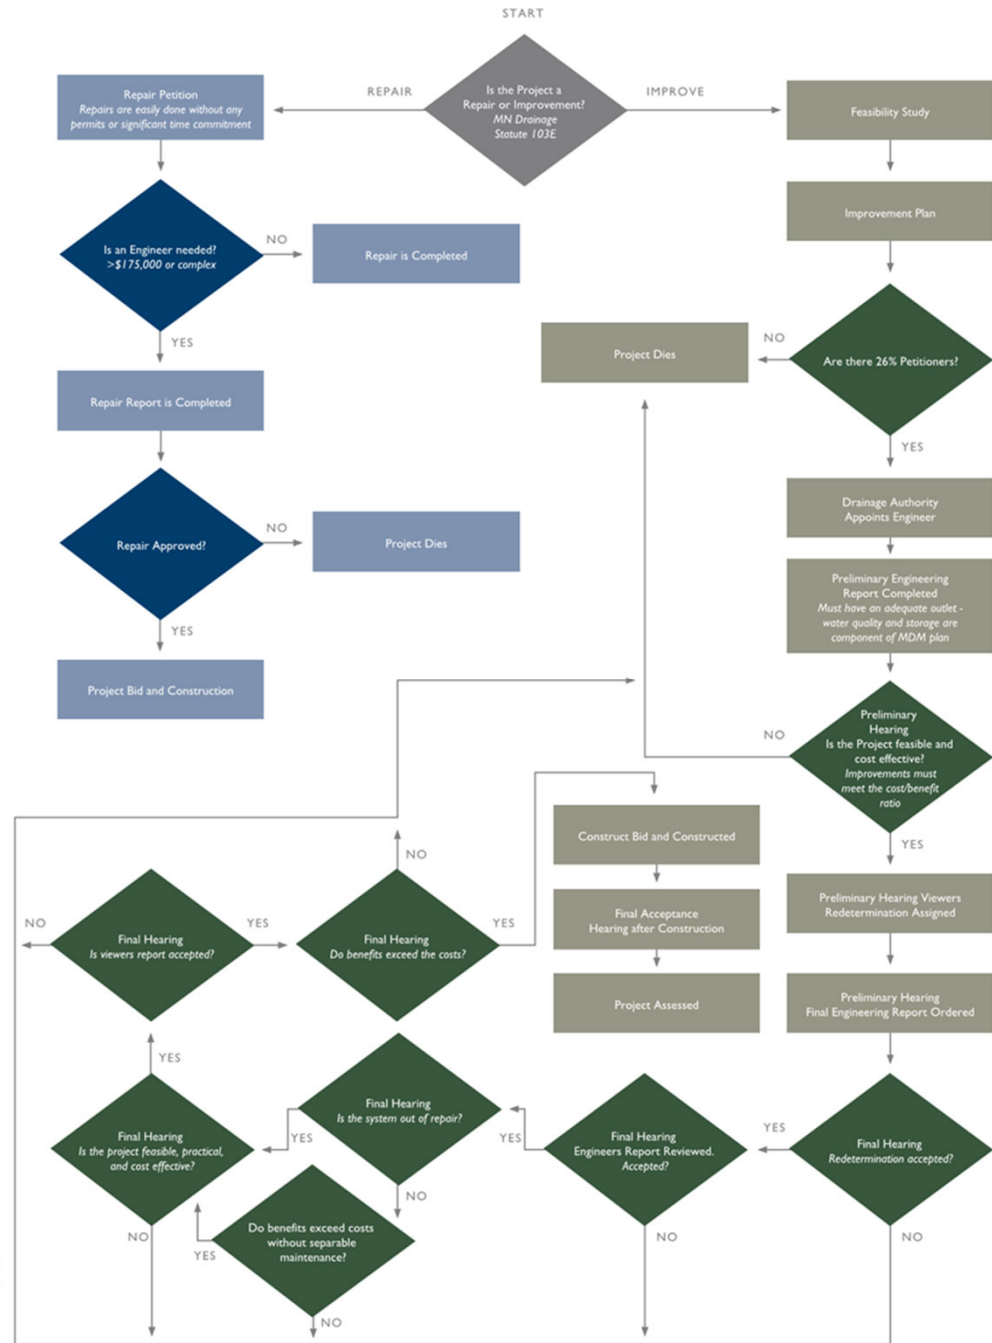 START
Is the Project a
Repair or Improvement?
MN Drainage
Statute 103E
REPAIR
IMPROVE
Repair Petition
Repairs are easily done without any
permits or significant time commitment
Feasibility Study
Improvement Plan
Is an Engineer needed?
>$175,000 or complex
NO
Repair is Completed
YES
Project Dies
NO
Are there 26% Petitioners?
YES
Repair Report is Completed
Repair Approved?
NO
Project Dies
YES
Project Bid and Construction
Drainage Authority
Appoints Engineer
Preliminary Engineering
Report Completed
Must have an adequate outlet -
water quality and storage are
component of MDM plan
Preliminary
Hearing
Is the Project feasible and
cost effective?
Improvements must
meet the cost/benefit
ratio
NO
YES
Construct Bid and Constructed
Final Acceptance
Hearing after Construction
Project Assessed
Preliminary Hearing Viewers
Redetermination Assigned
Preliminary Hearing
Final Engineering Report Ordered
NO
Final Hearing
Is viewers report accepted?
YES
NO
Final Hearing
Do benefits exceed the costs?
YES
YES
Final Hearing
Is the project feasible, practical,
and cost effective?
NO
YES
Final Hearing
Is the system out of repair?
NO
YES
Do benefits exceed costs
without separable
maintenance?
YES
NO
Final Hearing
Engineers Report Reviewed.
Accepted?
NO
YES
Final Hearing
Redetermination accepted?
NO